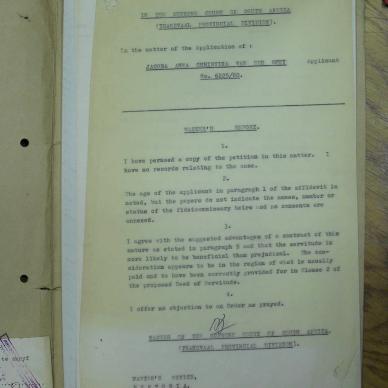 IN THE SUPREME COURT OF SOUTH AFRICA
(TRANSVAAL PROVINCIAL DIVISION).
In the matter of the Application of :
JACOBA ANNA CHRISTINA VAN DER Applicant
No.
MASTER'S REPORT.
1.
I have perused a copy of the petition in this matter. I
have no records relating to the case.
2.
The age of the applicant in paragraph 1 of the affidavit is
noted, but the papers do not indicate the names, number or
status of the fideicommissary heirs and no consents are
annexed.
3.
I agree with the suggested advantages of a contract of this
nature as stated in paragraph 5 and that the servitude is
more likely to be beneficial than prejudicial. The con-
sideration appears to be in the region of what is usually
paid and to have been correctly provided for in Clause 2 of
the proposed Deed of Servitude.
4.
I offer no objection to an Order as prayed.
MASTER OF THE SUPREME COURT OF SOUTH AFRICA.
(TRANSVAAL PROVINCIAL DIVISION).
MASTER'S OFFICE,
PRETORIA.